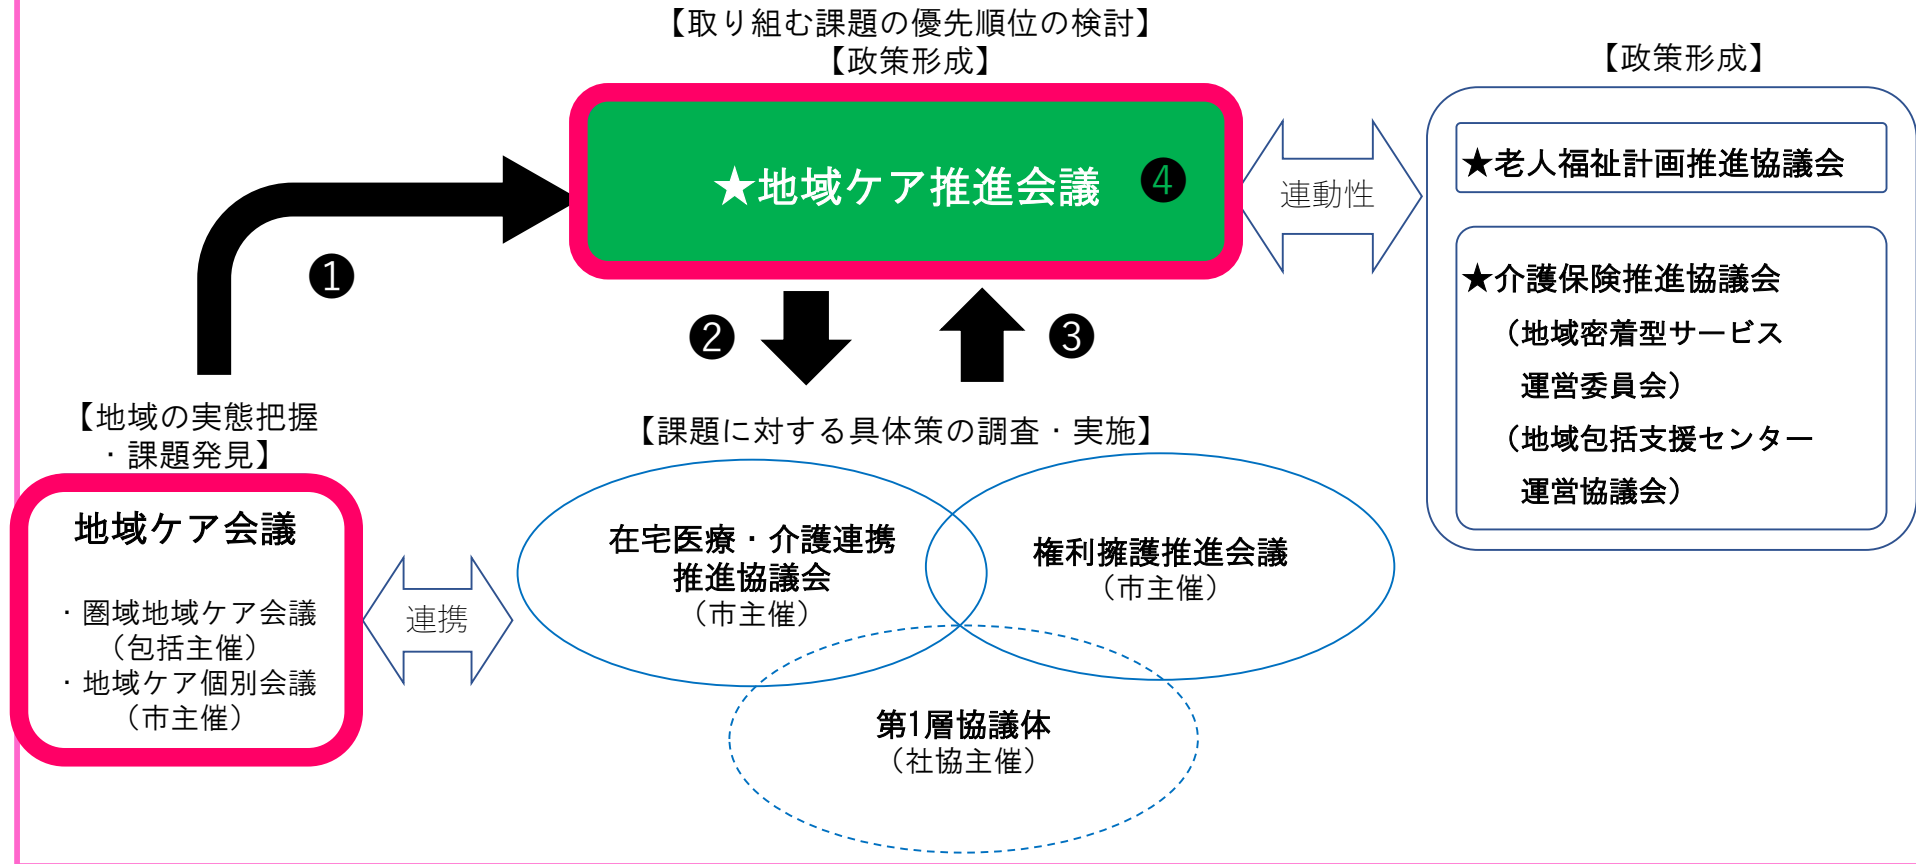 【取り組む課題の優先順位の検討】
【政策形成】
★地域ケア推進会議 ❹
連動性
【政策形成】
★老人福祉計画推進協議会
★介護保険推進協議会
（地域密着型サービス
運営委員会）
（地域包括支援センター
運営協議会）
❶
❷
❸
【地域の実態把握
・課題発見】
地域ケア会議
・圏域地域ケア会議
（包括主催）
・地域ケア個別会議
（市主催）
連携
【課題に対する具体策の調査・実施】
在宅医療・介護連携
推進協議会
（市主催）
権利擁護推進会議
（市主催）
第1層協議体
（社協主催）